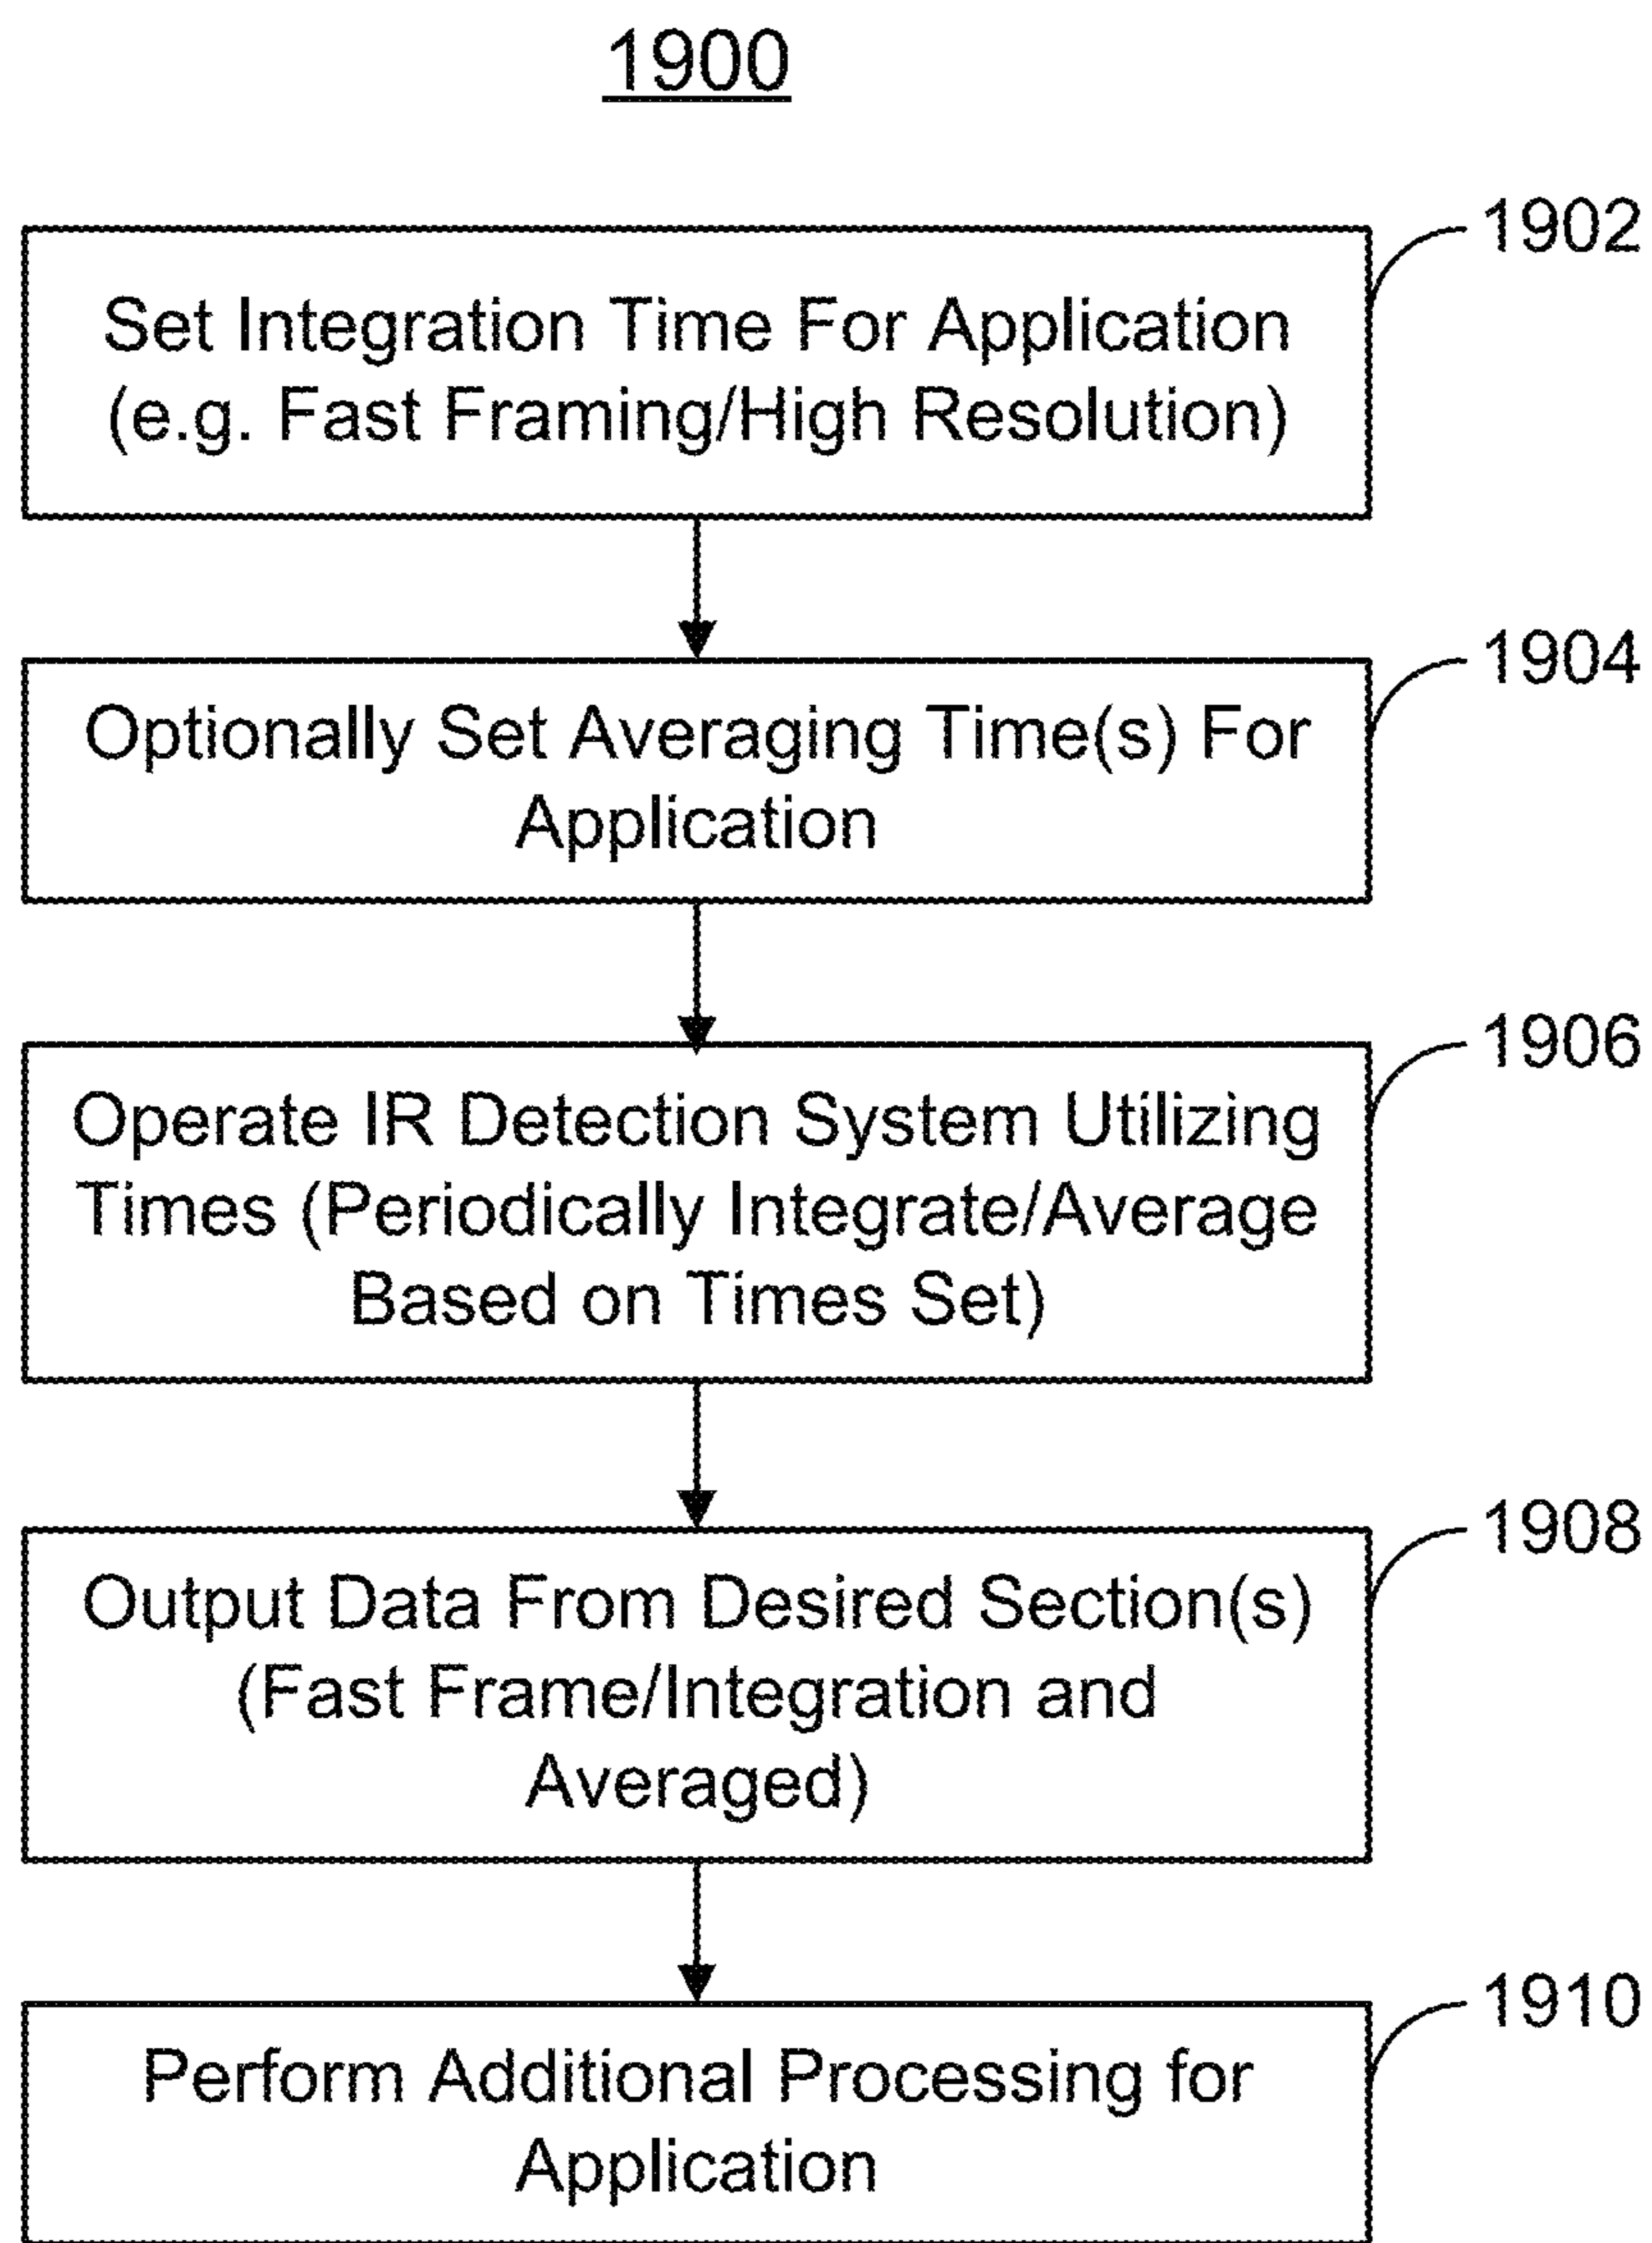 1900
1902
Set Integration Time For Application
(e.g. Fast Framing/High Resolution)
1904
Optionally Set Averaging Time(s) For
Application
1906
Operate IR Detection System Utilizing
Times (Periodically Integrate/Average
Based on Times Set)
1908
Output Data From Desired Section(s)
(Fast Frame/Integration and
Averaged)
1910
Perform Additional Processing for
Application